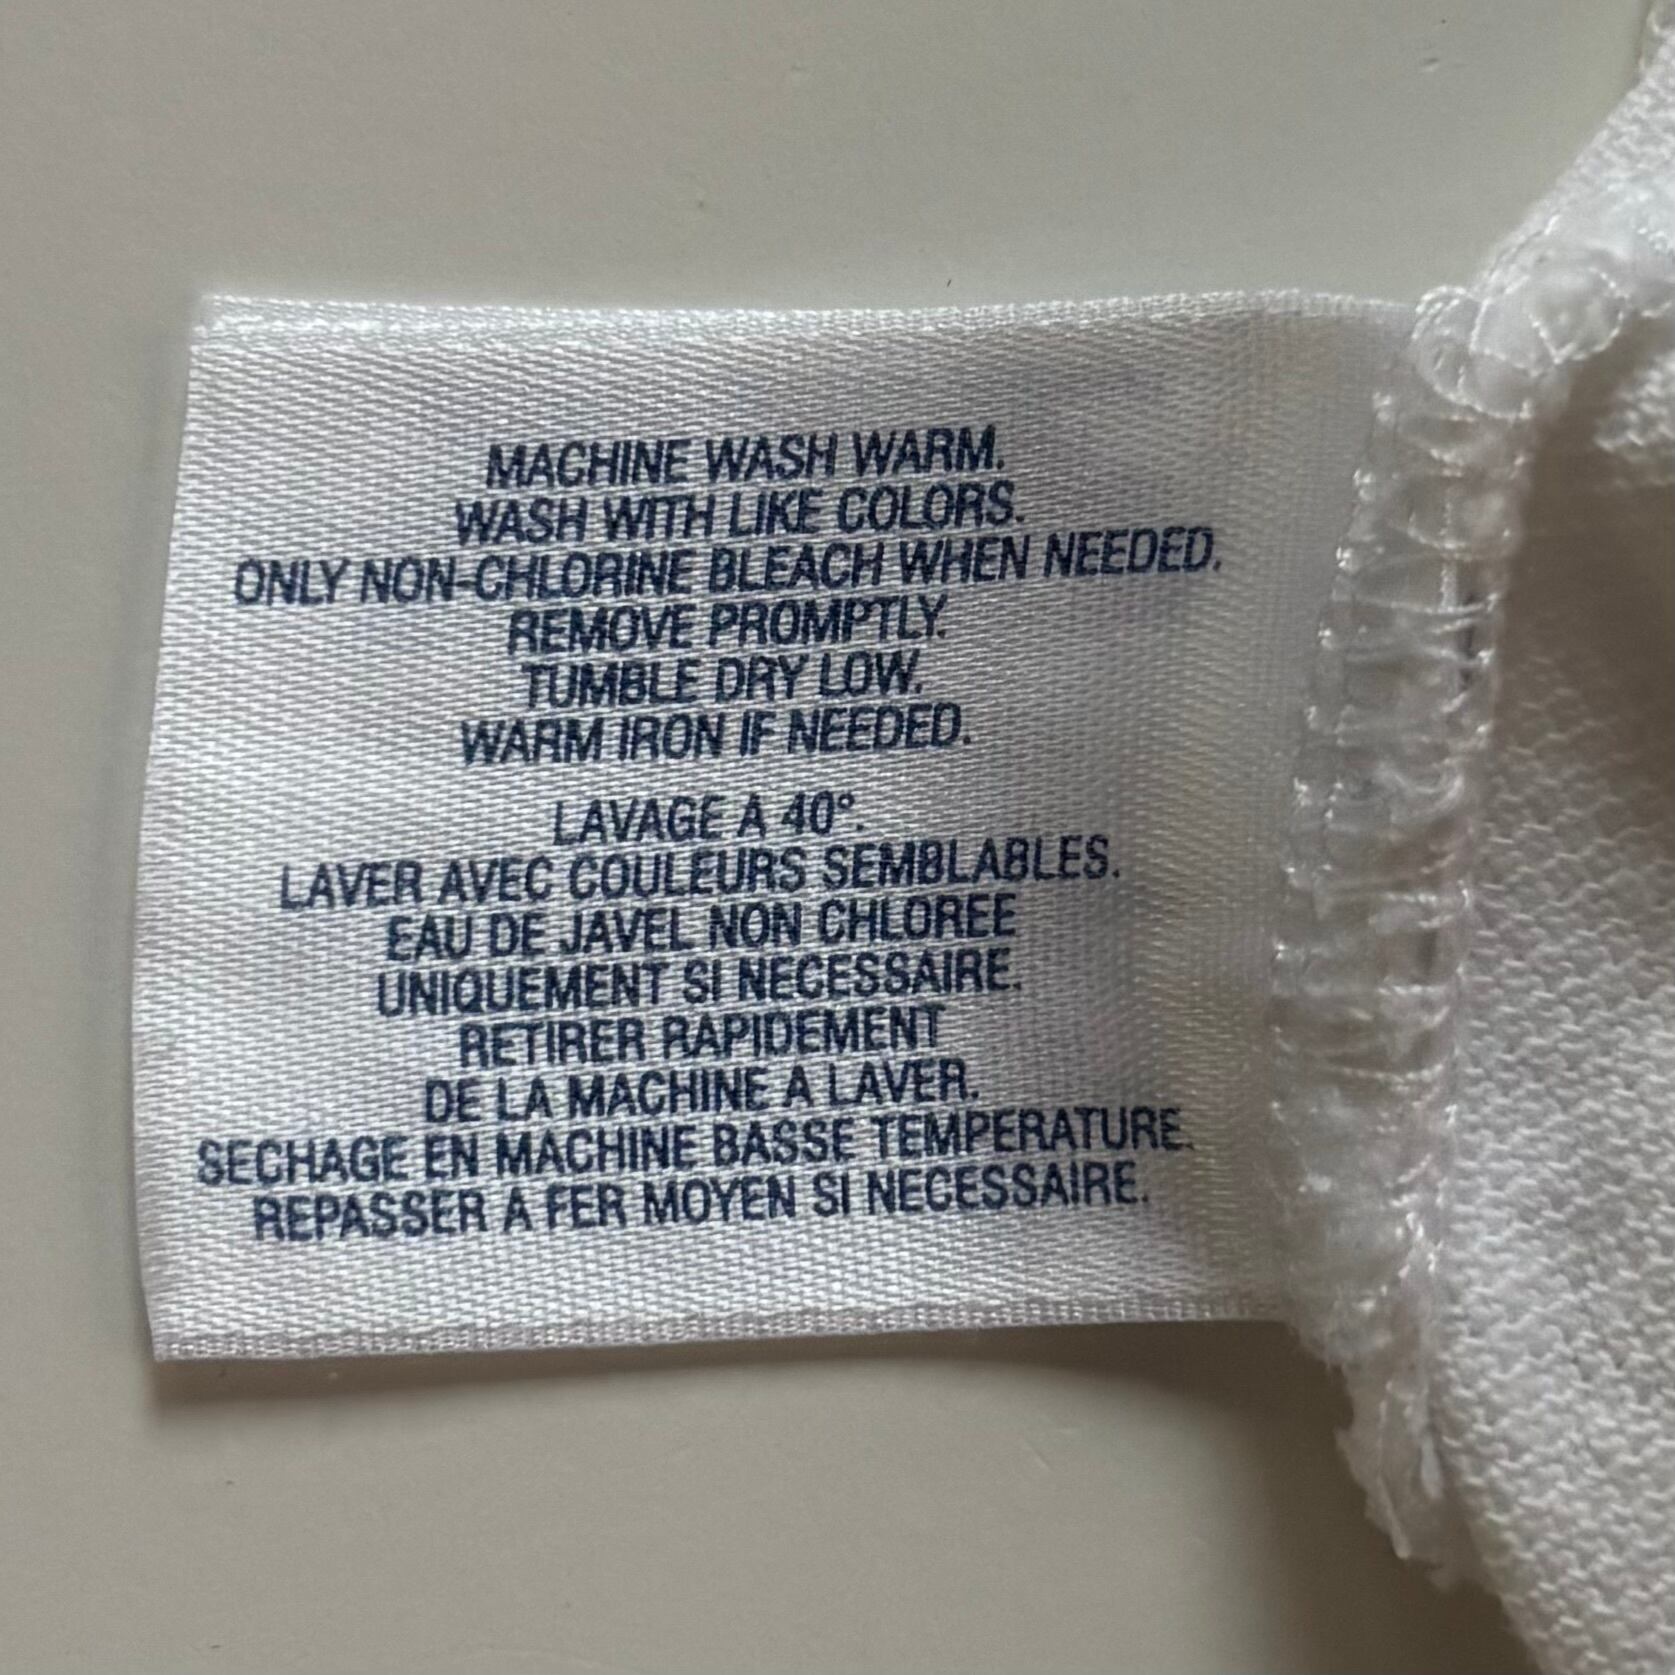 MACHINE WASH WARM.
WASH WITH LIKE COLORS.
ONLY NON-CHLORINE BLEACH WHEN NEEDED.
REMOVE PROMPTLY.
TUMBLE DRY LOW.
WARM IRON IF NEEDED.
LAVAGE A 40°.
LAVER AVEC COULEURS SEMBLABLES.
EAU DE JAVEL NON CHLOREE
UNIQUEMENT SI NECESSAIRE.
RETIRER RAPIDEMENT
DE LA MACHINE A LAVER.
SECHAGE EN MACHINE BASSE TEMPERATURE.
REPASSER A FER MOYEN SI NECESSAIRE.